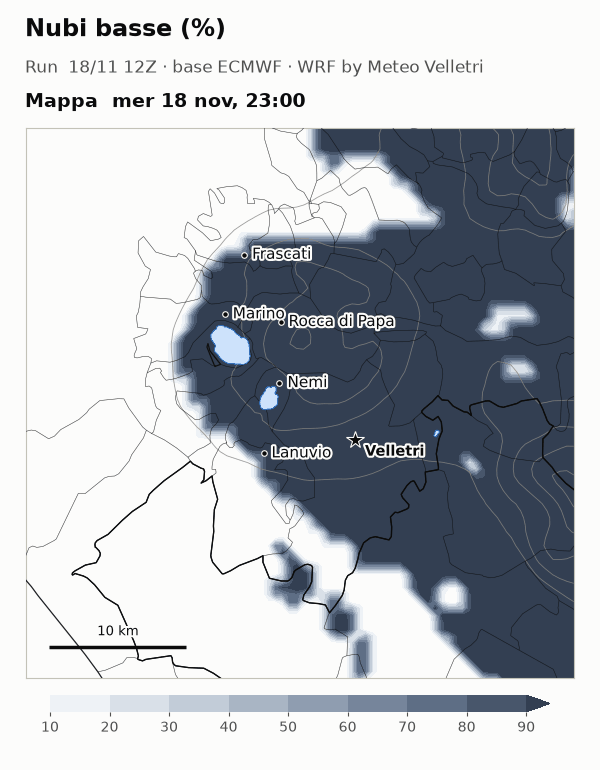 Nubi basse (%)
Run  18/11 12Z · base ECMWF · WRF by Meteo Velletri
Mappa  mer 18 nov, 23:00
Frascati
Marino
Rocca di Papa
Nemi
Velletri
Lanuvio
10 km
10 20 30 40 50 60 70 80 90